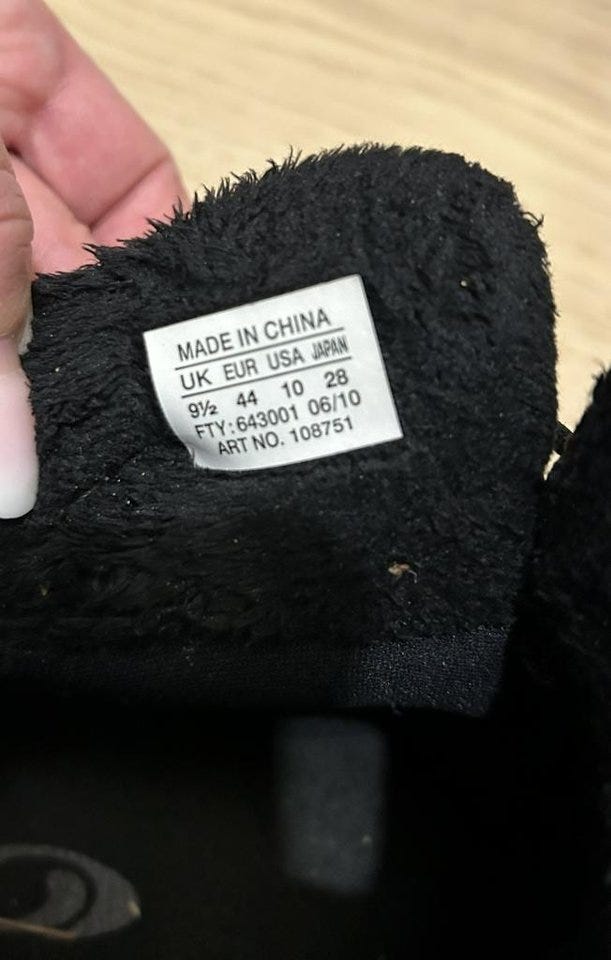 MADE IN CHINA
UK EUR USA JAPAN
9½ 44 10 28
FTY:643001 06/10
ART NO. 108751